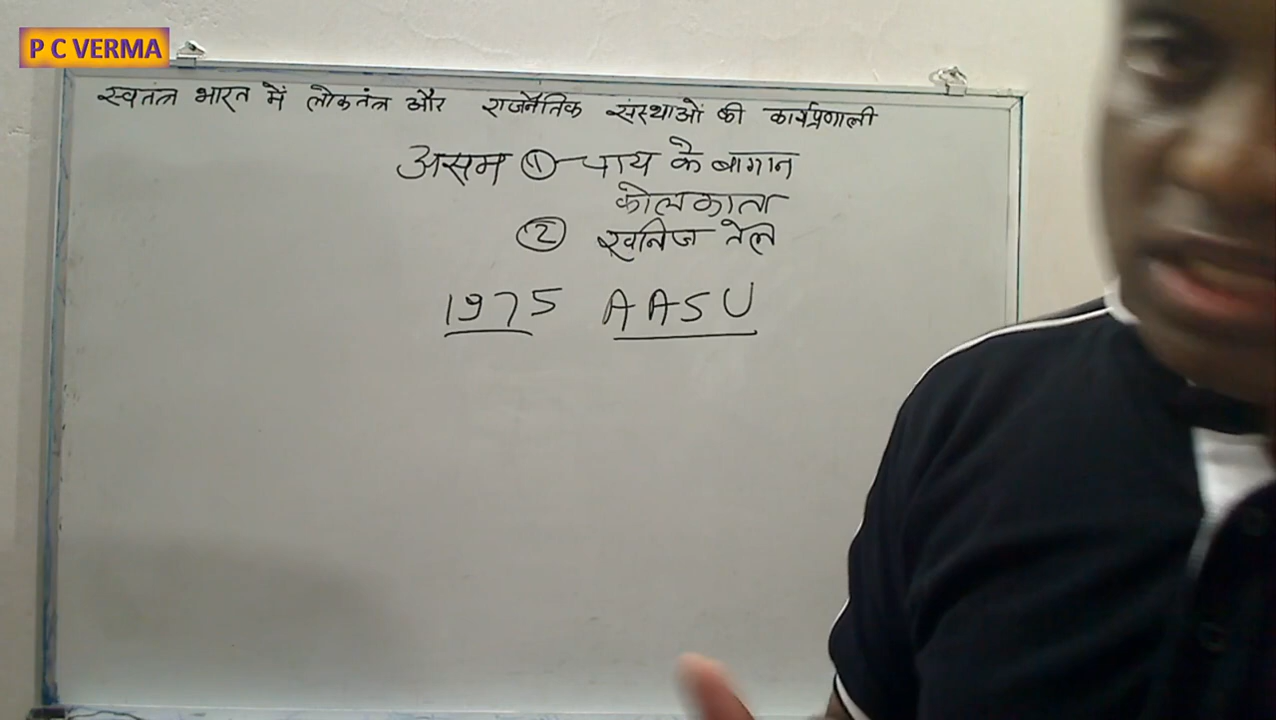 P C VERMA
स्वतंत्र भारत में लोकतंत्र और राजनैतिक संस्थाओं की कार्यप्रणाली
असम ① चाय के बागान
कोलकाता
② खनिज तेल
1975 AASU